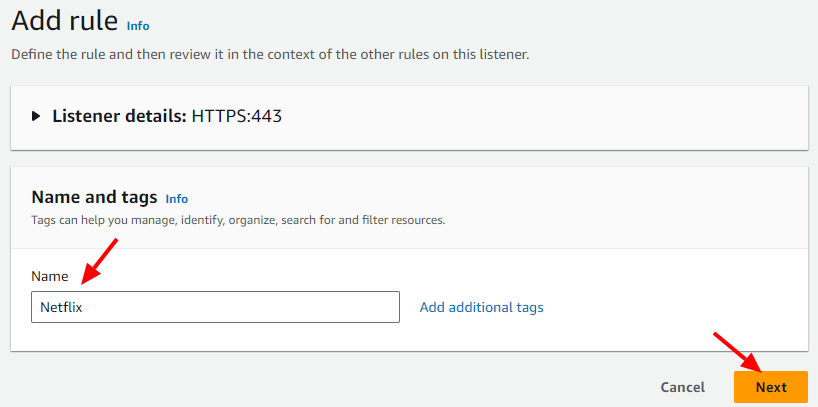 Add rule Info
Define the rule and then review it in the context of the other rules on this listener.
Listener details: HTTPS:443
Name and tags Info
Tags can help you manage, identify, organize, search for and filter resources.
Name
Netflix
Add additional tags
Cancel
Next